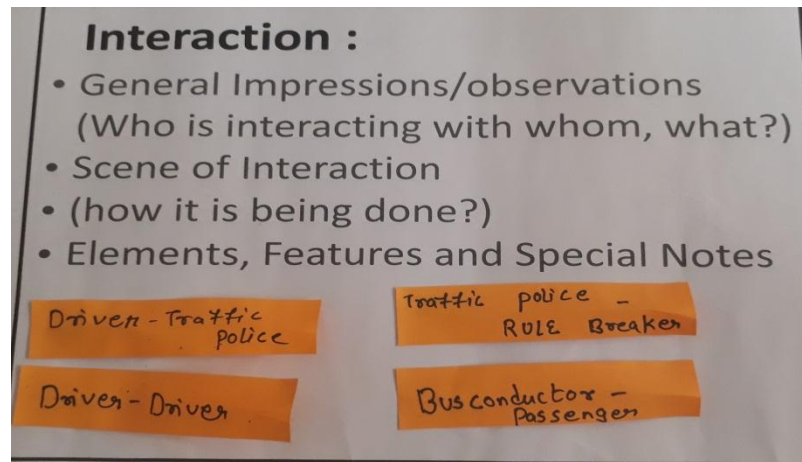 Interaction :
• General Impressions/observations
(Who is interacting with whom, what?)
• Scene of Interaction
• (how it is being done?)
• Elements, Features and Special Notes
Driver - Traffic
police
Traffic police -
RULE Breaker
Driver - Driver
Bus conductor -
Passenger